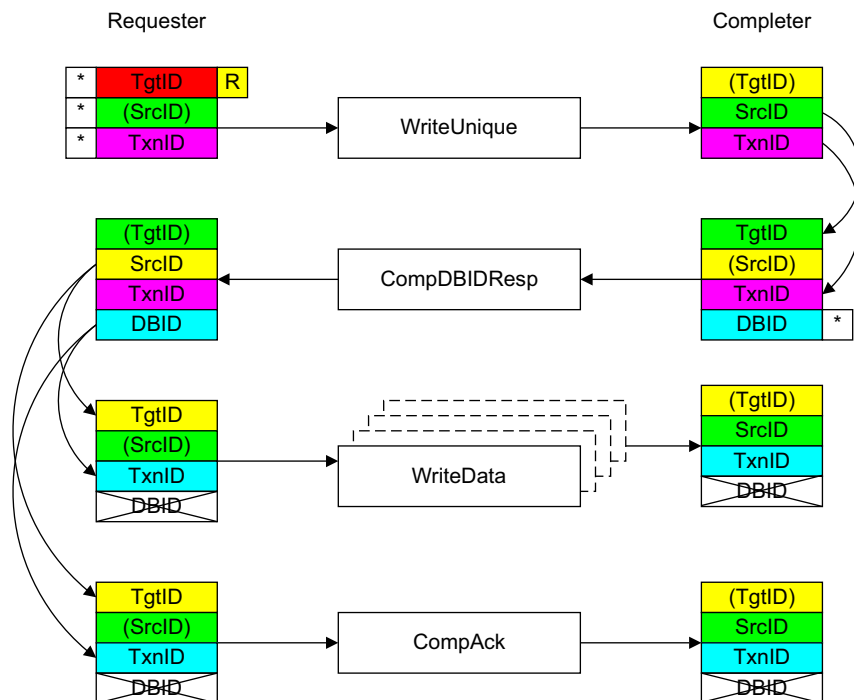 Requester
Completer
* TgtID R
* (SrcID)
* TxnID
WriteUnique
(TgtID)
SrcID
TxnID
(TgtID)
SrcID
TxnID
DBID
CompDBIDResp
TgtID
(SrcID)
TxnID
DBID *
TgtID
(SrcID)
TxnID
DBID
WriteData
(TgtID)
SrcID
TxnID
DBID
TgtID
(SrcID)
TxnID
DBID
CompAck
(TgtID)
SrcID
TxnID
DBID